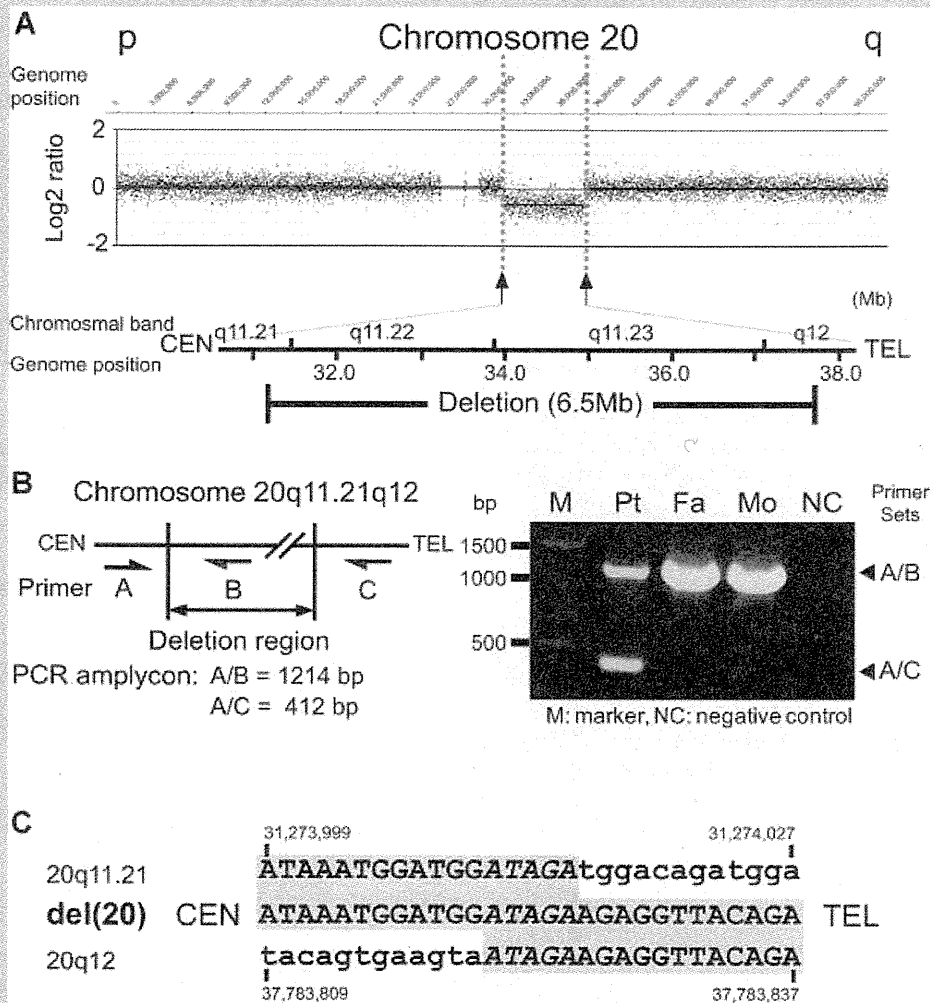 A
p Chromosome 20 q
Genome position
2
0
-2
Log2 ratio
(Mb)
Chromosmal band
CEN q11.21 q11.22 q11.23 q12 TEL
Genome position
32.0 34.0 36.0 38.0
Deletion (6.5Mb)
B
Chromosome 20q11.21q12
CEN TEL
Primer A B C
Deletion region
PCR amplycon: A/B = 1214 bp
A/C = 412 bp
bp M Pt Fa Mo NC Primer Sets
1500
1000 A/B
500
A/C
M: marker, NC: negative control
C
31,273,999 31,274,027
20q11.21 ATAAATGGATGGATAGAtggacagatgga
del(20) CEN ATAAATGGATGGATAGAAGAGGTTACAGA TEL
20q12 tacagtgaagtaATAGAAGAGGTTACAGA
37,783,809 37,783,837